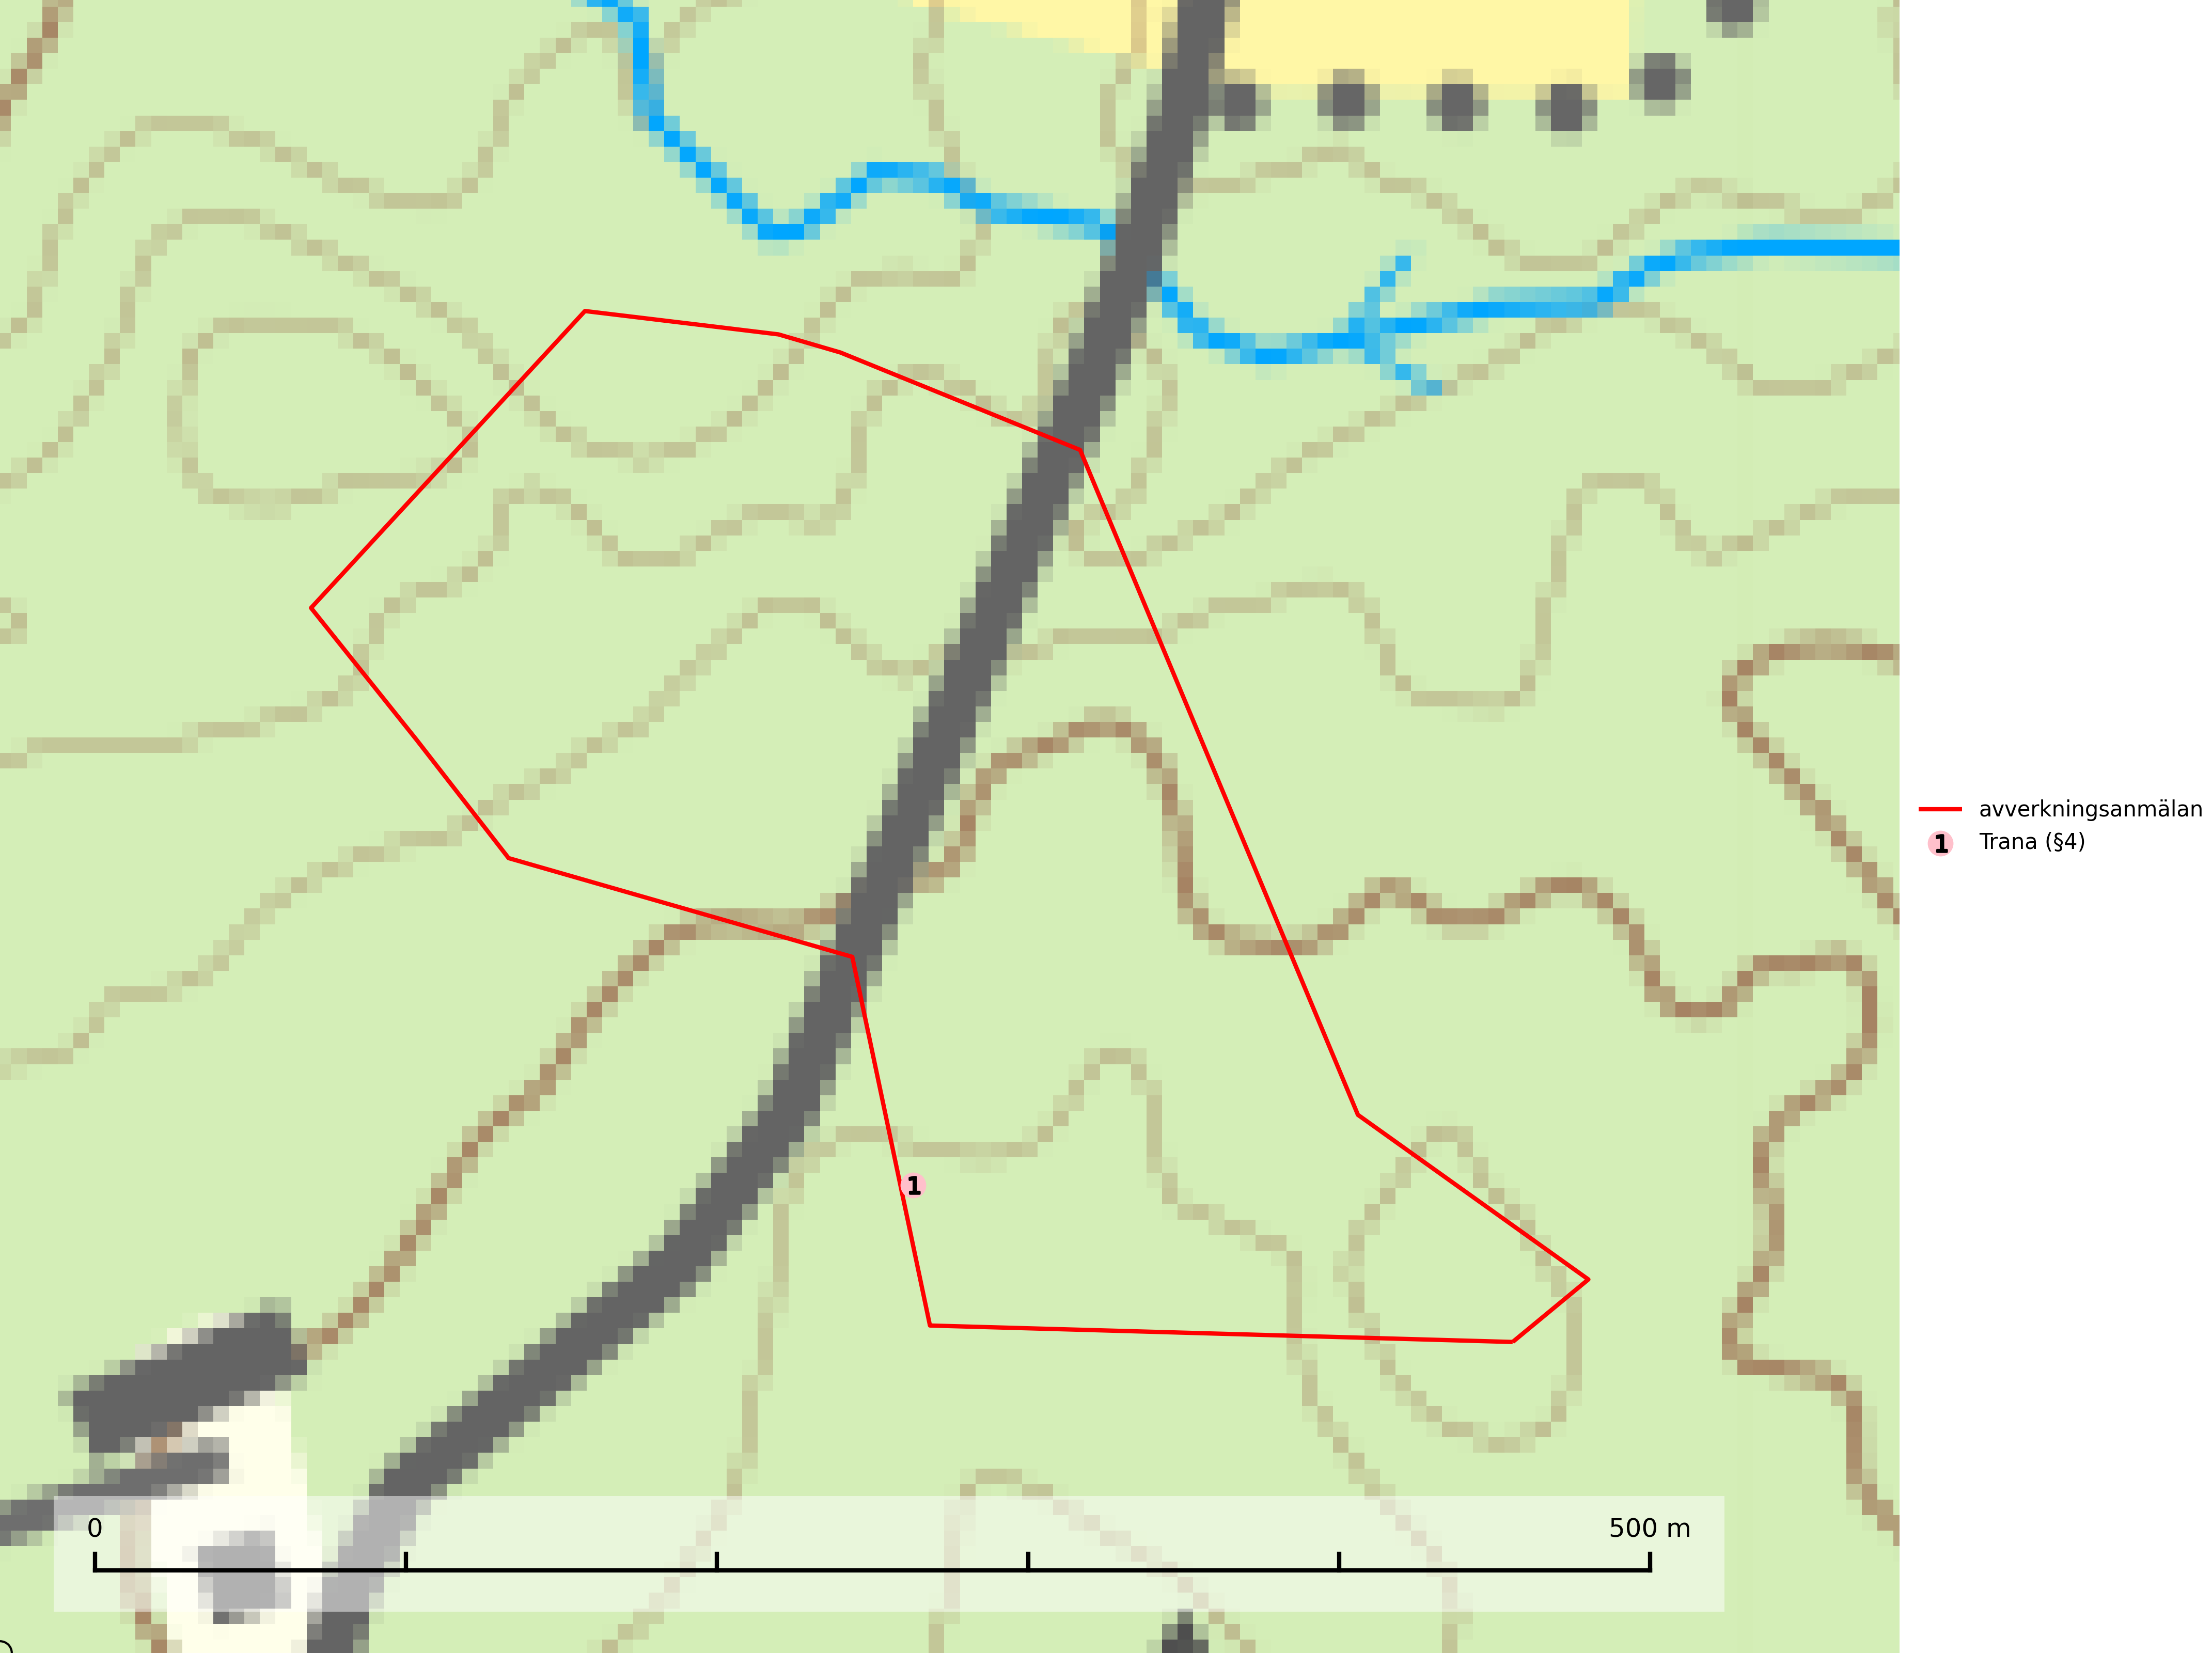 avverkningsanmälan
1 Trana (§4)
1
0 500 m